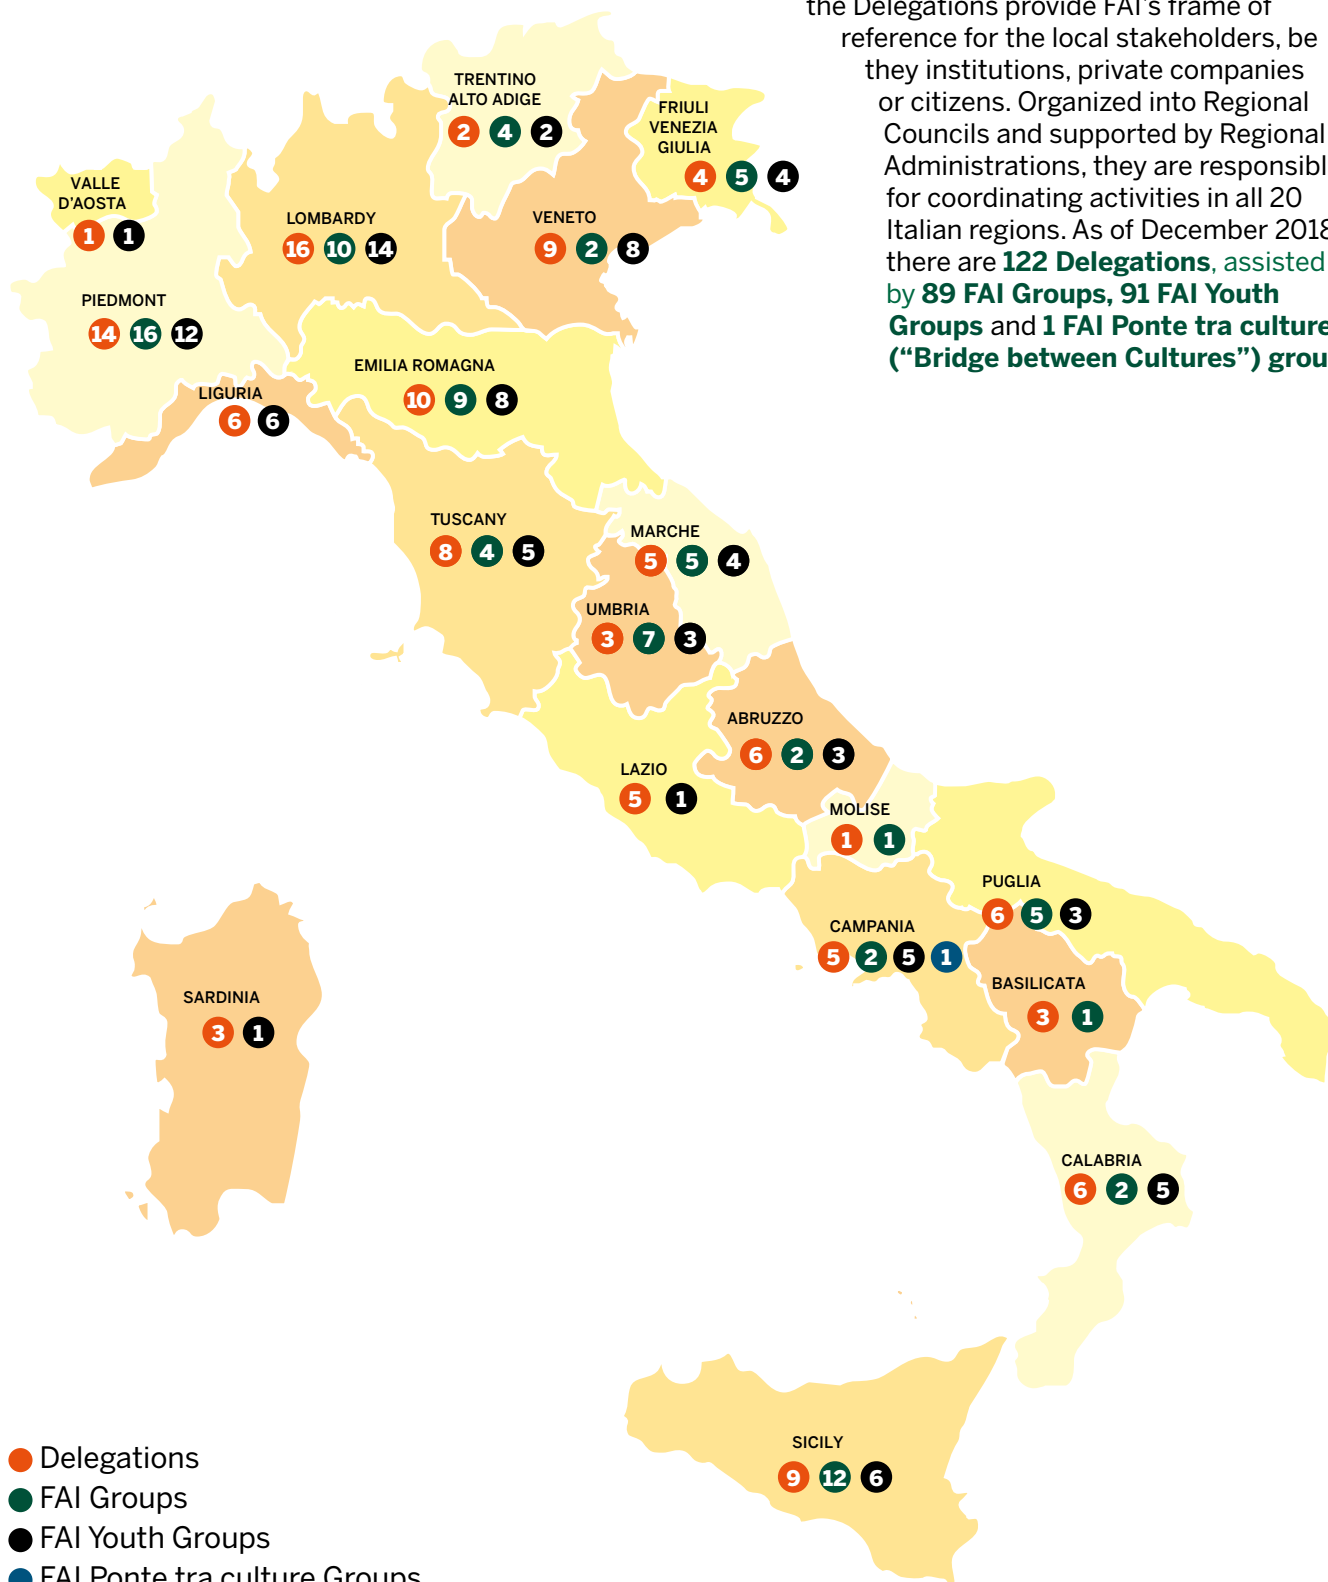 the Delegations provide FAI's frame of
reference for the local stakeholders, be
they institutions, private companies
or citizens. Organized into Regional
Councils and supported by Regional
Administrations, they are responsibl
for coordinating activities in all 20
Italian regions. As of December 2018
there are 122 Delegations, assisted
by 89 FAI Groups, 91 FAI Youth
Groups and 1 FAI Ponte tra culture
(“Bridge between Cultures”) grou
TRENTINO
ALTO ADIGE
2 4 2
FRIULI
VENEZIA
GIULIA
4 5 4
VALLE
D'AOSTA
1 1
LOMBARDY
16 10 14
VENETO
9 2 8
PIEDMONT
14 16 12
EMILIA ROMAGNA
10 9 8
LIGURIA
6 6
TUSCANY
8 4 5
MARCHE
5 5 4
UMBRIA
3 7 3
ABRUZZO
6 2 3
LAZIO
5 1
MOLISE
1 1
PUGLIA
6 5 3
CAMPANIA
5 2 5 1
BASILICATA
3 1
SARDINIA
3 1
CALABRIA
6 2 5
SICILY
9 12 6
Delegations
FAI Groups
FAI Youth Groups
FAI Ponte tra culture Groups